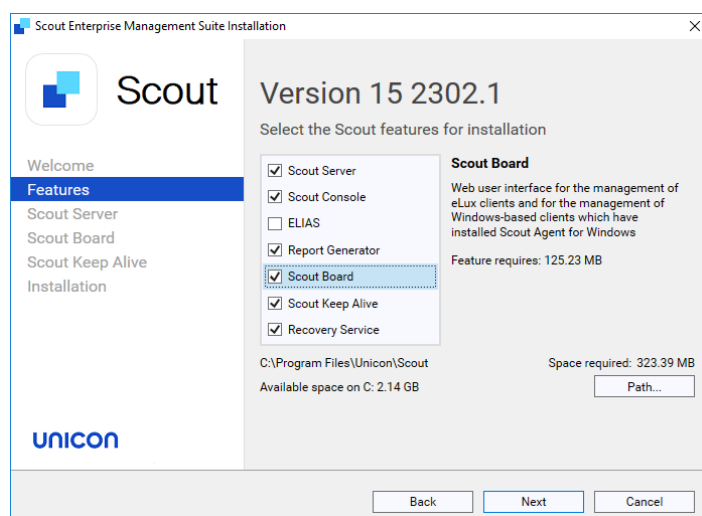 Scout Enterprise Management Suite Installation
Scout
Version 15 2302.1
Select the Scout features for installation
Welcome
Features
Scout Server
Scout Board
Scout Keep Alive
Installation
Scout Server
Scout Console
ELIAS
Report Generator
Scout Board
Scout Keep Alive
Recovery Service
Scout Board
Web user interface for the management of
eLux clients and for the management of
Windows-based clients which have
installed Scout Agent for Windows
Feature requires: 125.23 MB
C:\Program Files\Unicon\Scout
Space required: 323.39 MB
Available space on C: 2.14 GB
Path...
unicon
Back
Next
Cancel